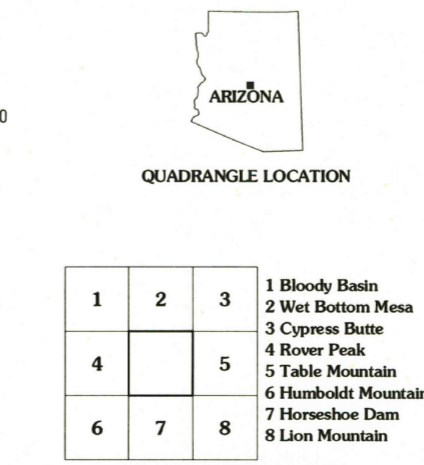 0
ARIZONA
QUADRANGLE LOCATION
1 2 3
4 5
6 7 8
1 Bloody Basin
2 Wet Bottom Mesa
3 Cypress Butte
4 Rover Peak
5 Table Mountain
6 Humboldt Mountain
7 Horseshoe Dam
8 Lion Mountain